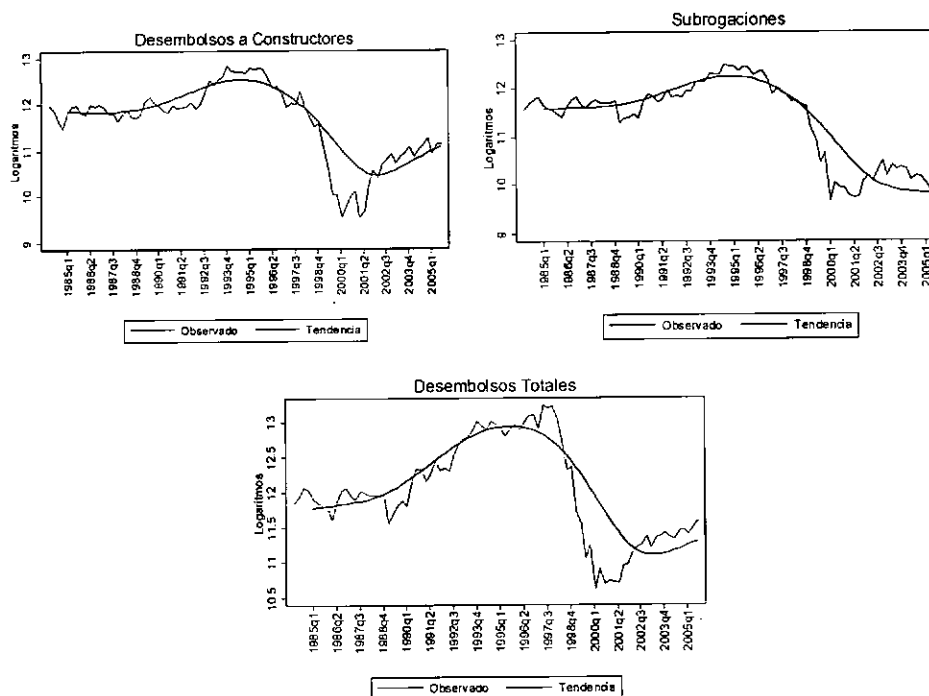 Desembolsos a Constructores
Logaritmos
13
12
11
10
9
1985q1
1986q2
1987q3
1988q4
1990q1
1991q2
1992q3
1993q4
1995q1
1996q2
1997q3
1998q4
2000q1
2001q2
2002q3
2003q4
2005q1
Observado
Tendencia
Subrogaciones
Logaritmos
13
12
11
10
9
1985q1
1986q2
1987q3
1988q4
1990q1
1991q2
1992q3
1993q4
1995q1
1996q2
1997q3
1998q4
2000q1
2001q2
2002q3
2003q4
2005q1
Observado
Tendencia
Desembolsos Totales
Logaritmos
13
12.5
12
11.5
11
10.5
1985q1
1986q2
1987q3
1988q4
1990q1
1991q2
1992q3
1993q4
1995q1
1996q2
1997q3
1998q4
2000q1
2001q2
2002q3
2003q4
2005q1
Observado
Tendencia